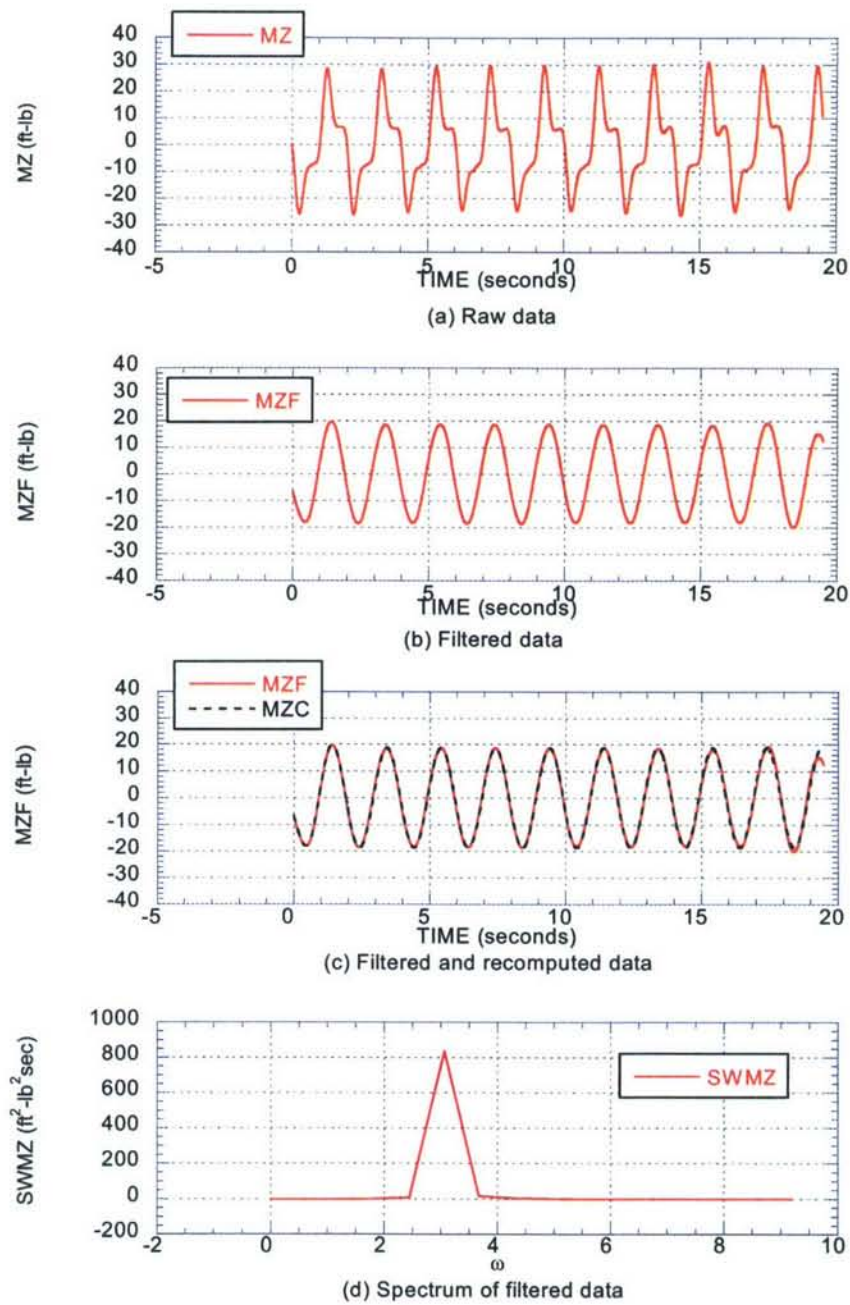 MZ
MZ (ft-lb)
40
30
20
10
0
-10
-20
-30
-40
-5 0 5 10 15 20
TIME (seconds)
(a) Raw data
MZF
MZF (ft-lb)
40
30
20
10
0
-10
-20
-30
-40
-5 0 5 10 15 20
TIME (seconds)
(b) Filtered data
MZF
MZC
MZF (ft-lb)
40
30
20
10
0
-10
-20
-30
-40
-5 0 5 10 15 20
TIME (seconds)
(c) Filtered and recomputed data
SWMZ
SWMZ (ft²-lb²sec)
1000
800
600
400
200
0
-200
-2 0 2 4 6 8 10
ω
(d) Spectrum of filtered data